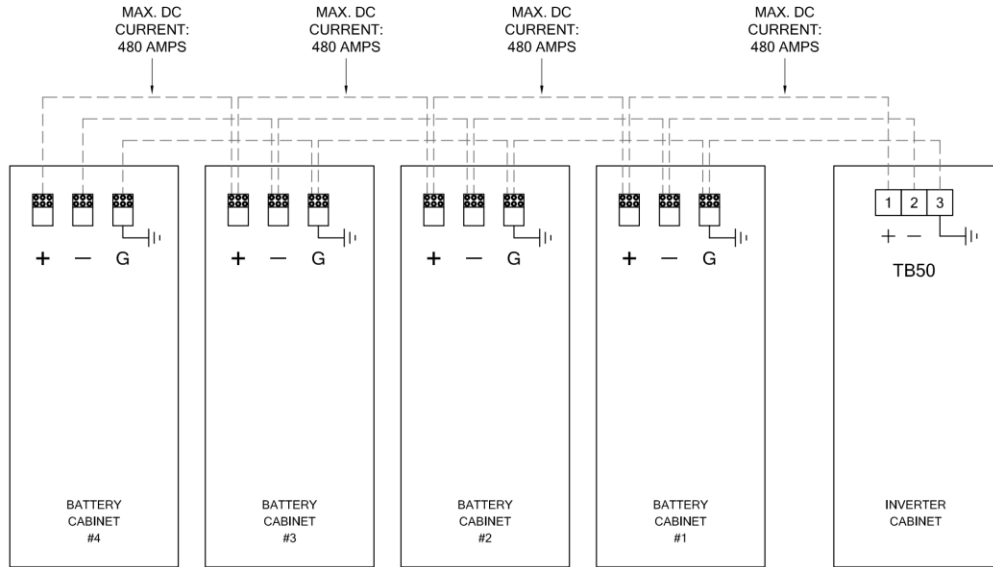 MAX. DC
CURRENT:
480 AMPS
MAX. DC
CURRENT:
480 AMPS
MAX. DC
CURRENT:
480 AMPS
MAX. DC
CURRENT:
480 AMPS
+ — G
+ — G
+ — G
+ — G
1 2 3
+ —
TB50
BATTERY
CABINET
#4
BATTERY
CABINET
#3
BATTERY
CABINET
#2
BATTERY
CABINET
#1
INVERTER
CABINET